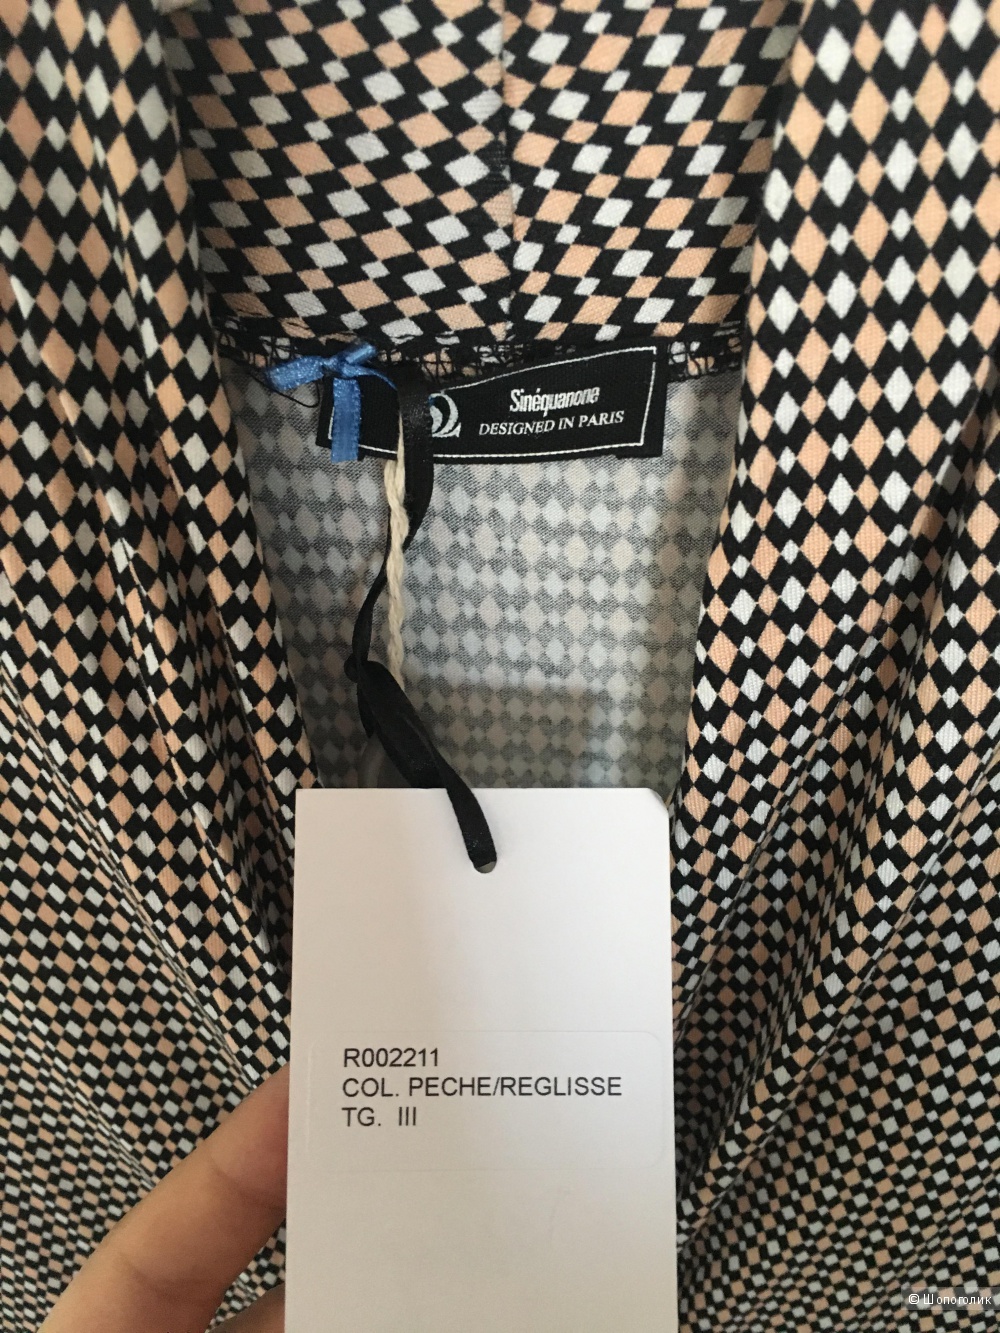 Sinéquanone
DESIGNED IN PARIS
R002211
COL. PECHE/REGLISSE
TG. III
© Шопоголик